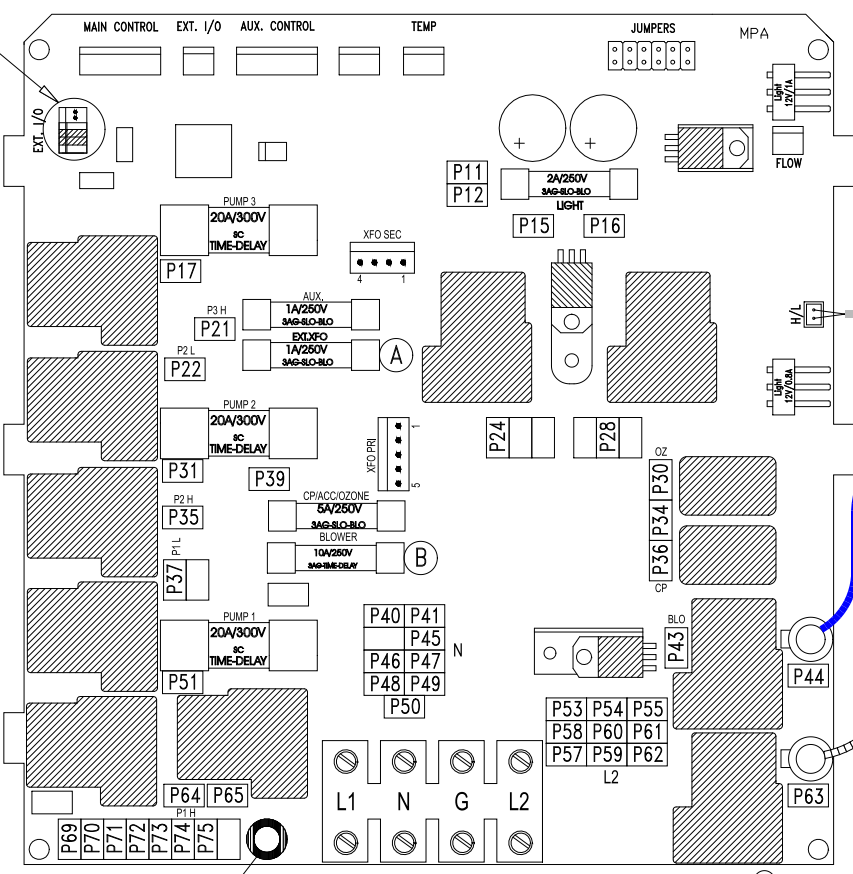 MAIN CONTROL
EXT. I/O
AUX. CONTROL
TEMP
JUMPERS
MPA
EXT. I/O
Light
12V/1A
FLOW
P11
P12
2A/250V
3AG-SLO-BLO
LIGHT
P15
P16
PUMP 3
20A/300V
SC
TIME-DELAY
P17
XFO SEC
4
1
AUX.
1A/250V
3AG-SLO-BLO
P3 H
P21
EXT.XFO
1A/250V
3AG-SLO-BLO
A
H/L
P2 L
P22
Light
12V/0.8A
PUMP 2
20A/300V
SC
TIME-DELAY
P31
P39
XFO PRI
1
5
P24
P28
OZ
P30
P34
P36
CP
P2 H
P35
CP/ACC/OZONE
5A/250V
3AG-SLO-BLO
BLOWER
10A/250V
3AG-TIME-DELAY
B
P1 L
P37
PUMP 1
20A/300V
SC
TIME-DELAY
P51
P40
P41
P45
P46
P47
P48
P49
P50
N
BLO
P43
P44
P53
P54
P55
P58
P60
P61
P57
P59
P62
L2
P63
L1
N
G
L2
P64
P65
P1 H
P69
P70
P71
P72
P73
P74
P75